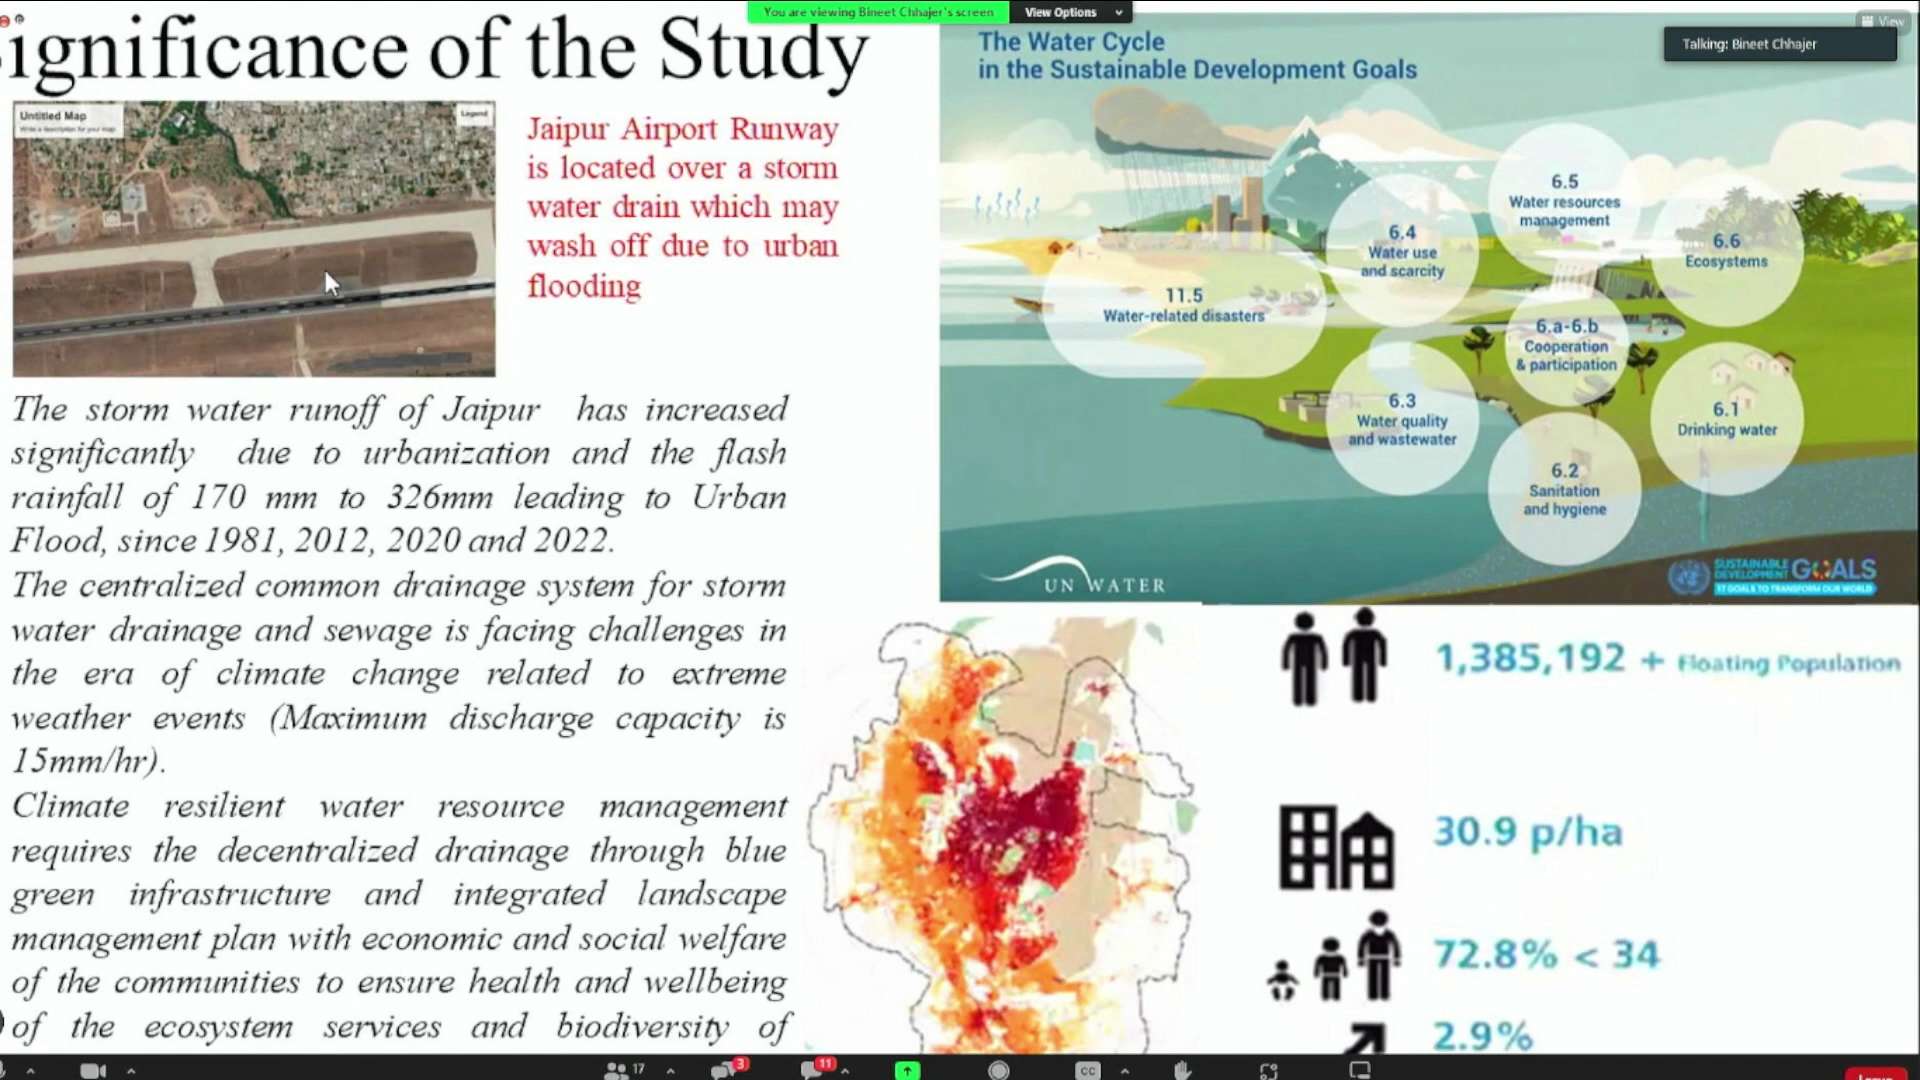 You are viewing Bineet Chhajer's screen
View Options
View
Talking: Bineet Chhajer
ignificance of the Study
Untitled Map
Write a description for your map.
Legend
Jaipur Airport Runway
is located over a storm
water drain which may
wash off due to urban
flooding
The storm water runoff of Jaipur has increased
significantly due to urbanization and the flash
rainfall of 170 mm to 326mm leading to Urban
Flood, since 1981, 2012, 2020 and 2022.
The centralized common drainage system for storm
water drainage and sewage is facing challenges in
the era of climate change related to extreme
weather events (Maximum discharge capacity is
15mm/hr).
Climate resilient water resource management
requires the decentralized drainage through blue
green infrastructure and integrated landscape
management plan with economic and social welfare
of the communities to ensure health and wellbeing
of the ecosystem services and biodiversity of
The Water Cycle
in the Sustainable Development Goals
6.5
Water resources
management
6.4
Water use
and scarcity
6.6
Ecosystems
11.5
Water-related disasters
6.a-6.b
Cooperation
& participation
6.3
Water quality
and wastewater
6.1
Drinking water
6.2
Sanitation
and hygiene
UN WATER
SUSTAINABLE
DEVELOPMENT GOALS
17 GOALS TO TRANSFORM OUR WORLD
1,385,192 + Floating Population
30.9 p/ha
72.8% < 34
2.9%
17
3
11
CC
Leave